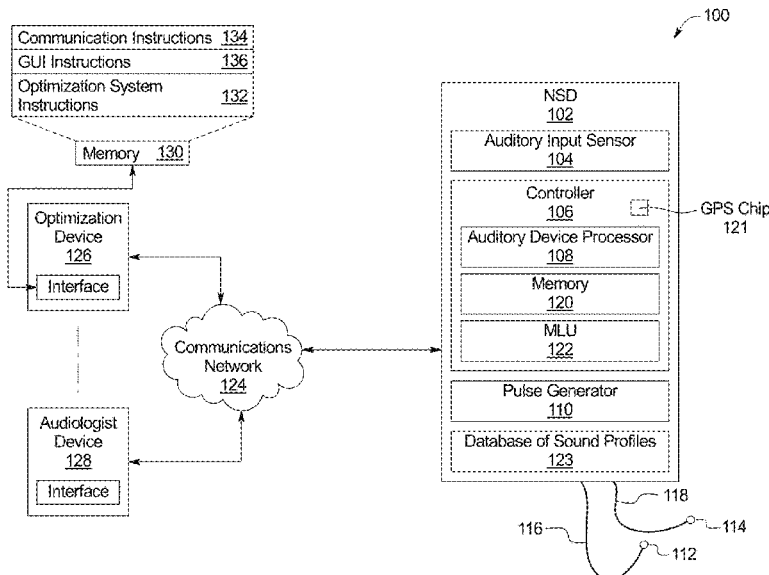 100
Communication Instructions 134
GUI Instructions 136
Optimization System
Instructions 132
Memory 130
Optimization
Device
126
Interface
Communications
Network
124
Audiologist
Device
128
Interface
NSD
102
Auditory Input Sensor
104
Controller
106
GPS Chip
121
Auditory Device Processor
108
Memory
120
MLU
122
Pulse Generator
110
Database of Sound Profiles
123
118
116
114
112